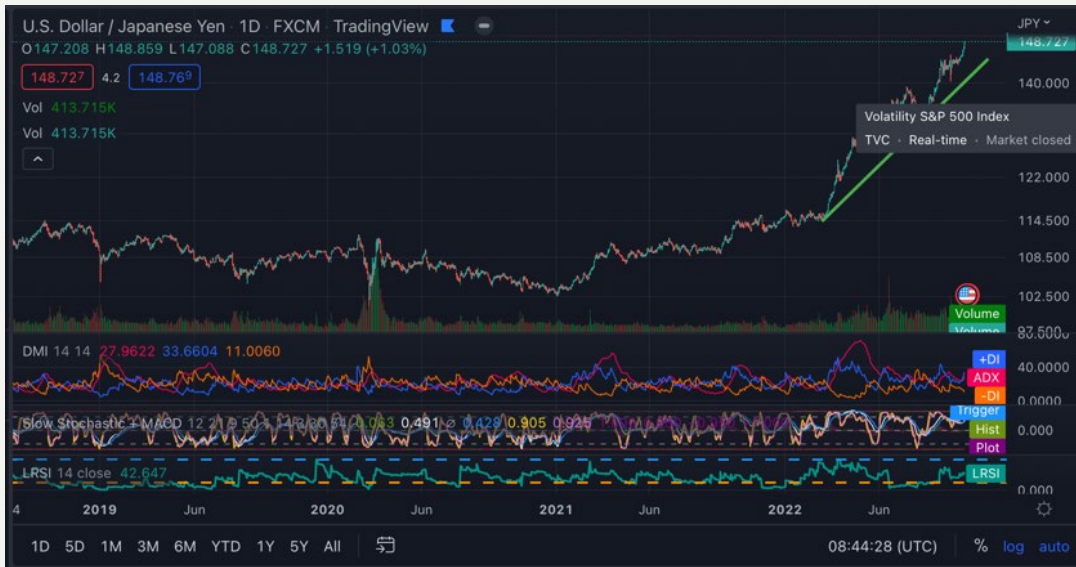 U.S. Dollar / Japanese Yen · 1D · FXCM · TradingView
JPY
O147.208 H148.859 L147.088 C148.727 +1.519 (+1.03%)
148.727
148.727 4.2 148.769
140.000
Vol 413.715K
Volatility S&P 500 Index
Vol 413.715K
TVC · Real-time · Market closed
122.000
114.500
108.500
102.500
Volume
Volume
DMI 14 14 27.9622 33.6604 11.0060
+DI
40.0000
ADX
-DI
0.0000
Trigger
Slow Stochastic + MACD 12 21 0.491 ∅ 0.428 0.905 0.925
0.000
Hist
Plot
LRSI 14 close 42.647
LRSI
0.000
4 2019 Jun 2020 Jun 2021 Jun 2022 Jun
1D 5D 1M 3M 6M YTD 1Y 5Y All
08:44:28 (UTC) % log auto